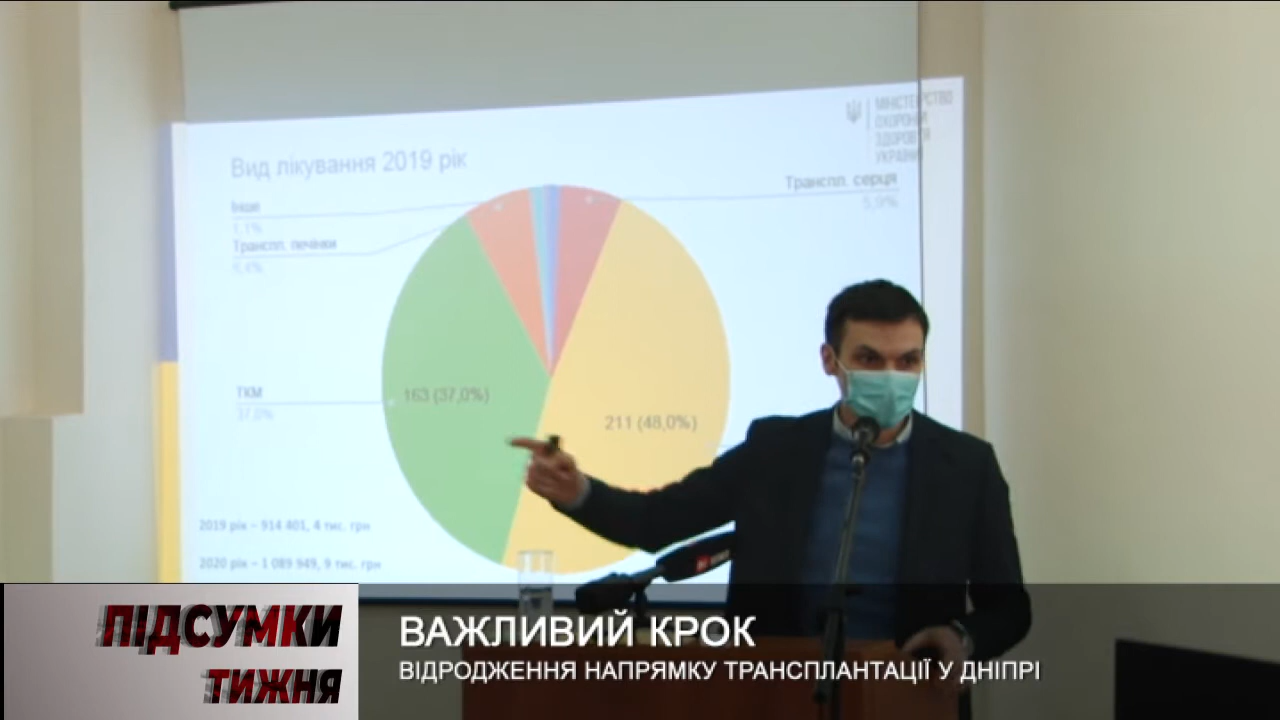 МІНІСТЕРСТВО
ОХОРОНИ
ЗДОРОВ'Я
УКРАЇНИ
Вид лікування 2019 рік
Трансп. серця
5,9%
Інше
1,1%
Трансп. печінки
6,4%
ТКМ
37,0%
163 (37,0%)
211 (48,0%)
2019 рік – 914 401, 4 тис. грн
2020 рік – 1 089 949, 9 тис. грн
ПІДСУМКИ
ТИЖНЯ
ВАЖЛИВИЙ КРОК
ВІДРОДЖЕННЯ НАПРЯМКУ ТРАНСПЛАНТАЦІЇ У ДНІПРІ